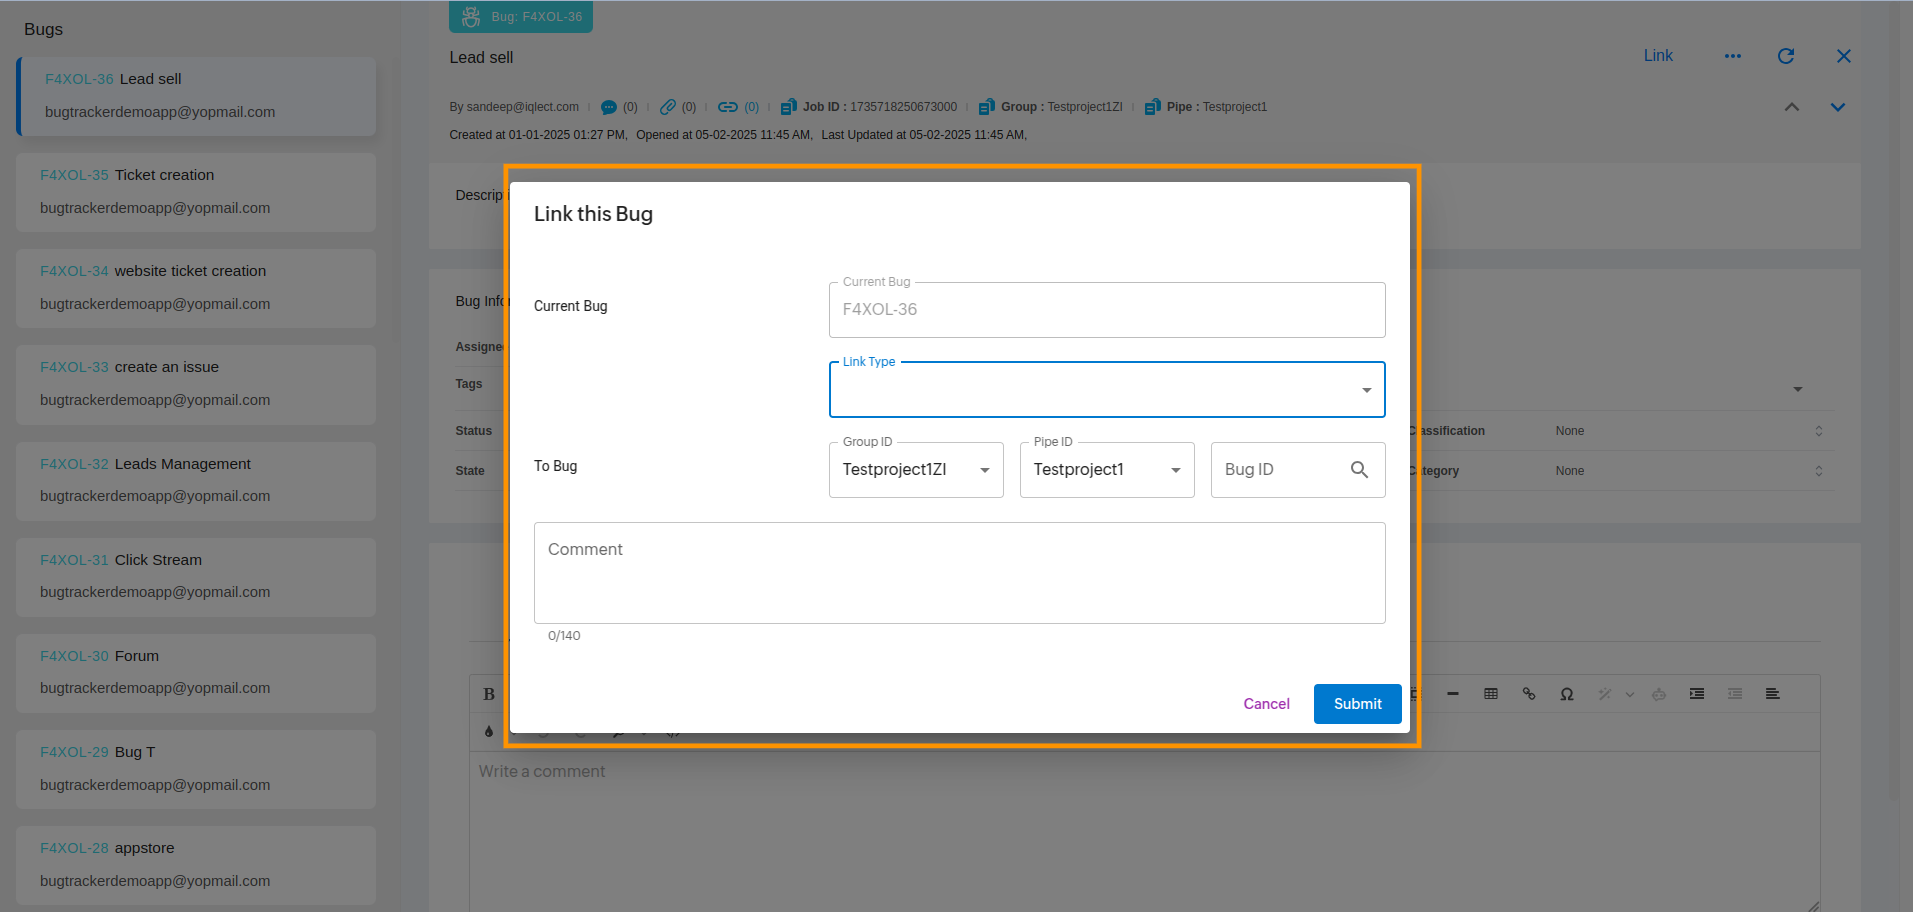 Bugs
F4XOL-36 Lead sell
bugtrackerdemoapp@yopmail.com
F4XOL-35 Ticket creation
bugtrackerdemoapp@yopmail.com
F4XOL-34 website ticket creation
bugtrackerdemoapp@yopmail.com
F4XOL-33 create an issue
bugtrackerdemoapp@yopmail.com
F4XOL-32 Leads Management
bugtrackerdemoapp@yopmail.com
F4XOL-31 Click Stream
bugtrackerdemoapp@yopmail.com
F4XOL-30 Forum
bugtrackerdemoapp@yopmail.com
F4XOL-29 Bug T
bugtrackerdemoapp@yopmail.com
F4XOL-28 appstore
bugtrackerdemoapp@yopmail.com
Bug: F4XOL-36
Lead sell
Link
By sandeep@iqlect.com (0) (0) (0) Job ID : 1735718250673000 Group : Testproject1ZI Pipe : Testproject1
Created at 01-01-2025 01:27 PM, Opened at 05-02-2025 11:45 AM, Last Updated at 05-02-2025 11:45 AM,
Descrip
Bug Info
Assigne
Tags
Status
State
Classification None
ategory None
Link this Bug
Current Bug
Current Bug
F4XOL-36
Link Type
To Bug
Group ID
Testproject1ZI
Pipe ID
Testproject1
Bug ID
Comment
0/140
Cancel
Submit
B
Write a comment